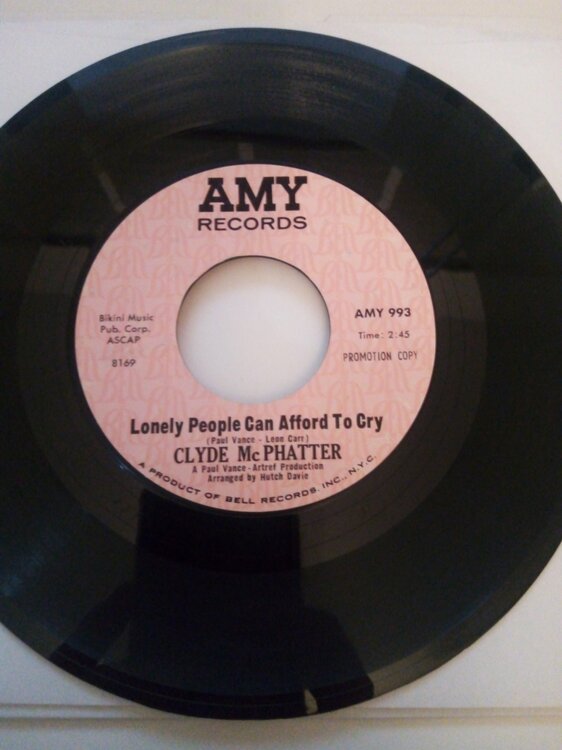 AMY
RECORDS
Bikini Music
Pub. Corp.
ASCAP
8169
AMY 993
Time: 2:45
PROMOTION COPY
Lonely People Can Afford To Cry
(Paul Vance - Leon Carr)
CLYDE McPHATTER
A Paul Vance - Artref Production
Arranged by Hutch Davie
A PRODUCT OF BELL RECORDS, INC., N.Y.C.